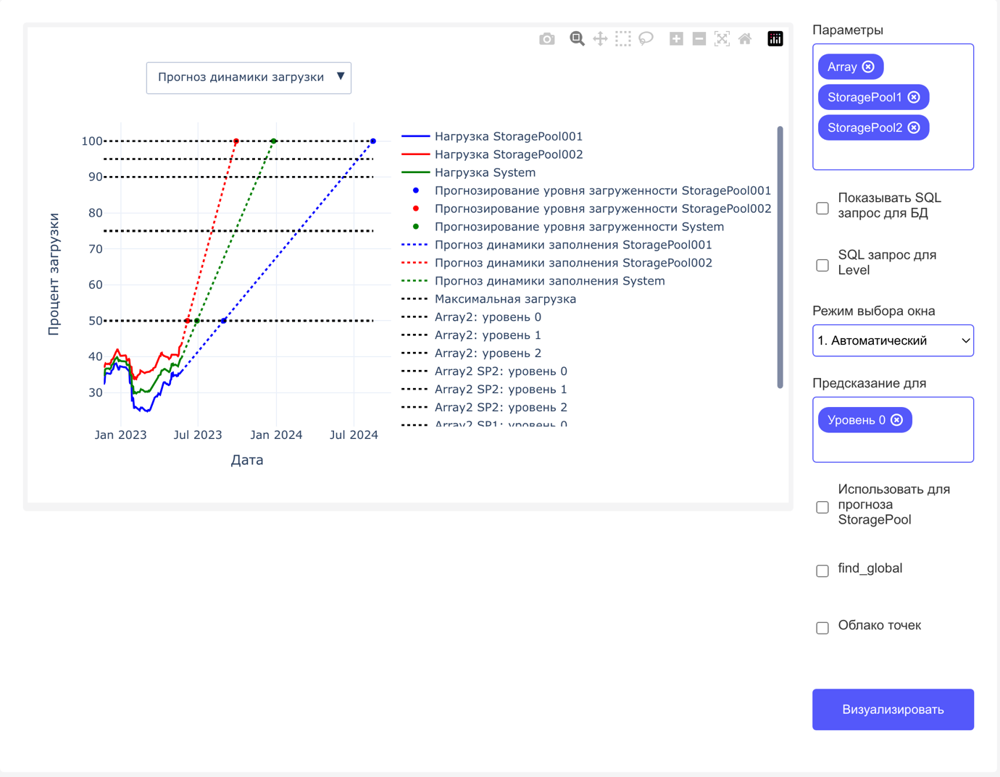 Прогноз динамики загрузки
100
90
80
70
60
50
40
30
Процент загрузки
Jan 2023
Jul 2023
Jan 2024
Jul 2024
Дата
Нагрузка StoragePool001
Нагрузка StoragePool002
Нагрузка System
Прогнозирование уровня загруженности StoragePool001
Прогнозирование уровня загруженности StoragePool002
Прогнозирование уровня загруженности System
Прогноз динамики заполнения StoragePool001
Прогноз динамики заполнения StoragePool002
Прогноз динамики заполнения System
Максимальная загрузка
Array2: уровень 0
Array2: уровень 1
Array2: уровень 2
Array2 SP2: уровень 0
Array2 SP2: уровень 1
Array2 SP2: уровень 2
Array2 SP1: уровень 0
Параметры
Array
StoragePool1
StoragePool2
Показывать SQL
запрос для БД
SQL запрос для
Level
Режим выбора окна
1. Автоматический
Предсказание для
Уровень 0
Использовать для
прогноза
StoragePool
find_global
Облако точек
Визуализировать